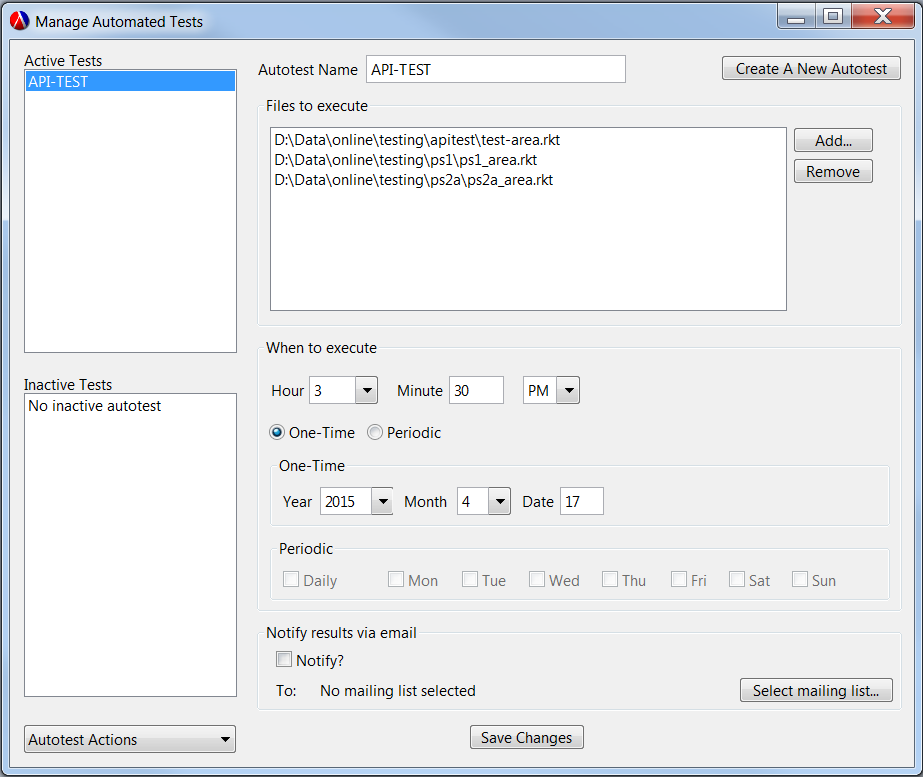 Manage Automated Tests
Active Tests
API-TEST
Autotest Name API-TEST
Create A New Autotest
Files to execute
D:\Data\online\testing\apitest\test-area.rkt
D:\Data\online\testing\ps1\ps1_area.rkt
D:\Data\online\testing\ps2a\ps2a_area.rkt
Add...
Remove
When to execute
Hour 3 Minute 30 PM
One-Time Periodic
One-Time
Year 2015 Month 4 Date 17
Periodic
Daily Mon Tue Wed Thu Fri Sat Sun
Inactive Tests
No inactive autotest
Notify results via email
Notify?
To: No mailing list selected
Select mailing list...
Autotest Actions
Save Changes